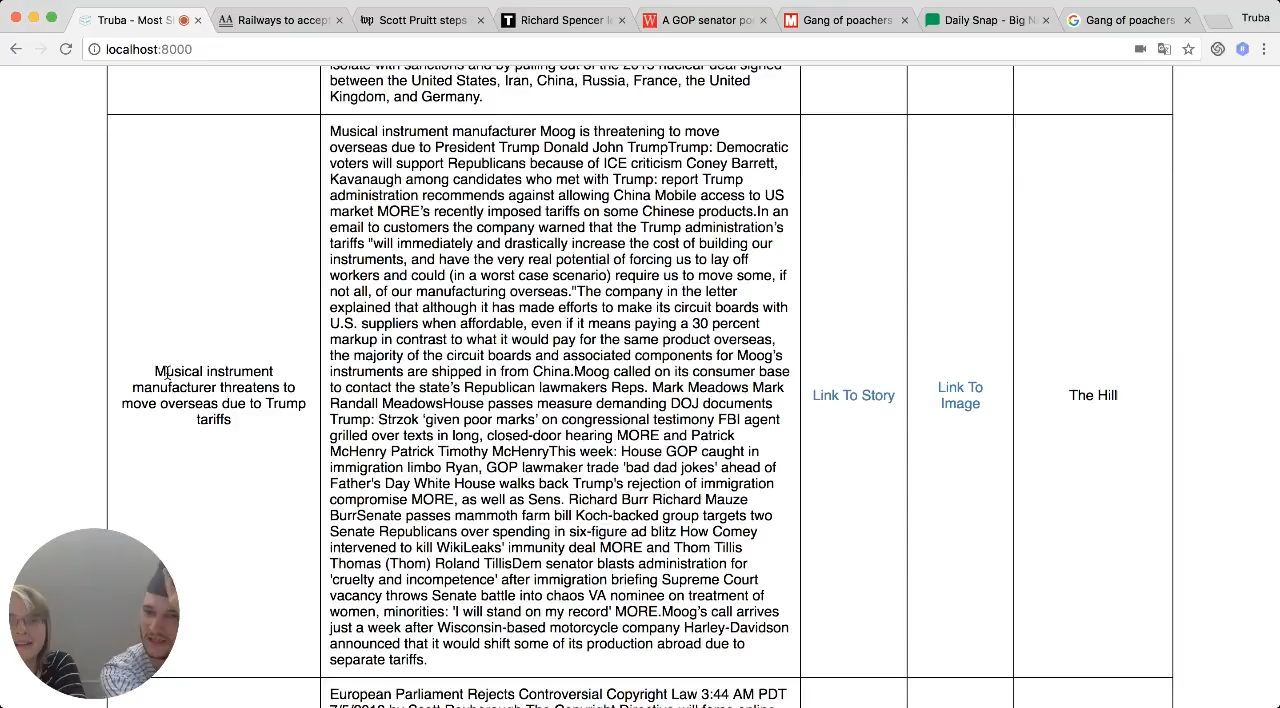 Truba - Most S
Railways to accept
Scott Pruitt steps
Richard Spencer l
A GOP senator po
Gang of poachers
Daily Snap - Big N
Gang of poachers
Truba
localhost:8000
between the United States, Iran, China, Russia, France, the United
Kingdom, and Germany.
Musical instrument
manufacturer threatens to
move overseas due to Trump
tariffs
Musical instrument manufacturer Moog is threatening to move
overseas due to President Trump Donald John TrumpTrump: Democratic
voters will support Republicans because of ICE criticism Coney Barrett,
Kavanaugh among candidates who met with Trump: report Trump
administration recommends against allowing China Mobile access to US
market MORE’s recently imposed tariffs on some Chinese products.In an
email to customers the company warned that the Trump administration’s
tariffs "will immediately and drastically increase the cost of building our
instruments, and have the very real potential of forcing us to lay off
workers and could (in a worst case scenario) require us to move some, if
not all, of our manufacturing overseas."The company in the letter
explained that although it has made efforts to make its circuit boards with
U.S. suppliers when affordable, even if it means paying a 30 percent
markup in contrast to what it would pay for the same product overseas,
the majority of the circuit boards and associated components for Moog’s
instruments are shipped in from China.Moog called on its consumer base
to contact the state’s Republican lawmakers Reps. Mark Meadows Mark
Randall MeadowsHouse passes measure demanding DOJ documents
Trump: Strzok ‘given poor marks’ on congressional testimony FBI agent
grilled over texts in long, closed-door hearing MORE and Patrick
McHenry Patrick Timothy McHenryThis week: House GOP caught in
immigration limbo Ryan, GOP lawmaker trade 'bad dad jokes' ahead of
Father's Day White House walks back Trump's rejection of immigration
compromise MORE, as well as Sens. Richard Burr Richard Mauze
BurrSenate passes mammoth farm bill Koch-backed group targets two
Senate Republicans over spending in six-figure ad blitz How Comey
intervened to kill WikiLeaks’ immunity deal MORE and Thom Tillis
Thomas (Thom) Roland TillisDem senator blasts administration for
'cruelty and incompetence' after immigration briefing Supreme Court
vacancy throws Senate battle into chaos VA nominee on treatment of
women, minorities: 'I will stand on my record' MORE.Moog’s call arrives
just a week after Wisconsin-based motorcycle company Harley-Davidson
announced that it would shift some of its production abroad due to
separate tariffs.
Link To Story
Link To
Image
The Hill
European Parliament Rejects Controversial Copyright Law 3:44 AM PDT